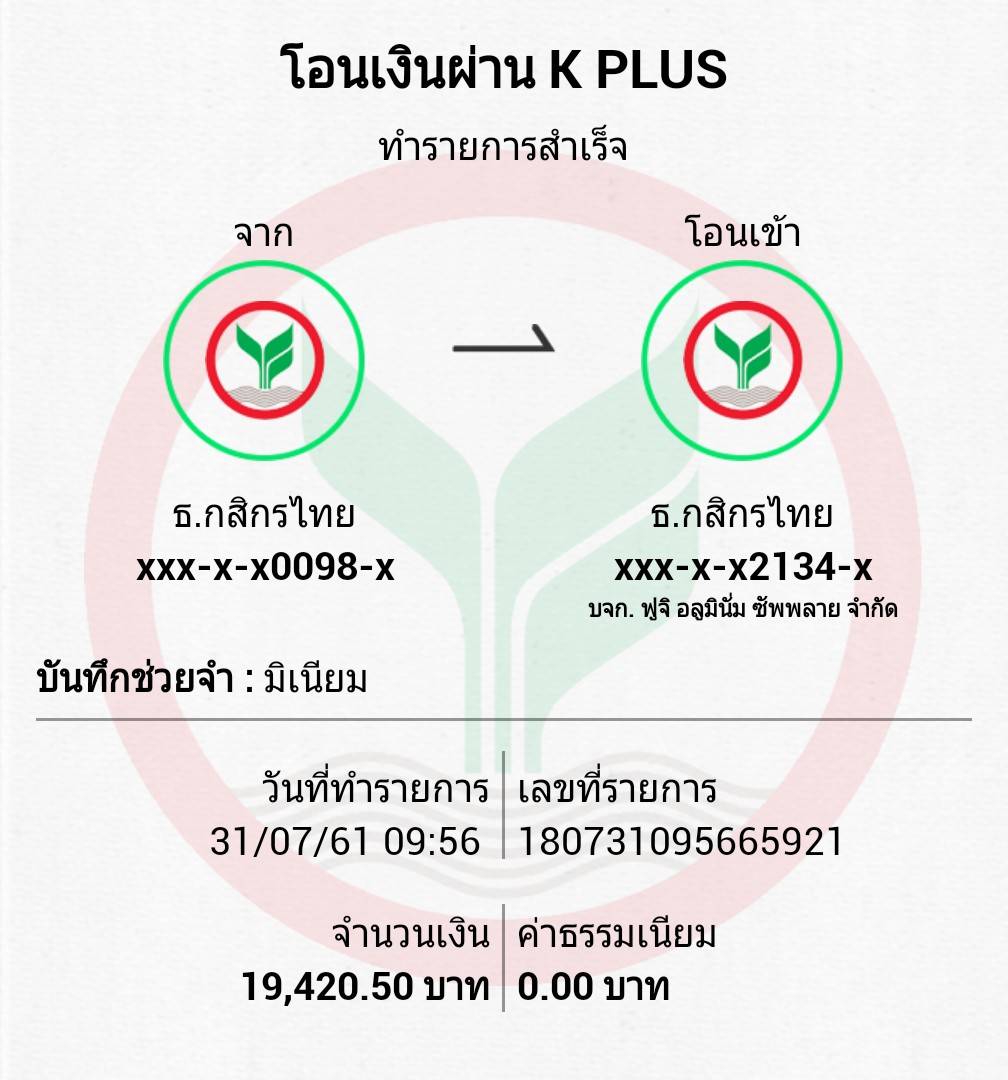 โอนเงินผ่าน K PLUS
ทำรายการสำเร็จ
จาก
โอนเข้า
ธ.กสิกรไทย
xxx-x-x0098-x
ธ.กสิกรไทย
xxx-x-x2134-x
บจก. ฟูจิ อลูมินั่ม ซัพพลาย จำกัด
บันทึกช่วยจำ : มิเนียม
วันที่ทำรายการ
31/07/61 09:56
เลขที่รายการ
180731095665921
จำนวนเงิน
19,420.50 บาท
ค่าธรรมเนียม
0.00 บาท